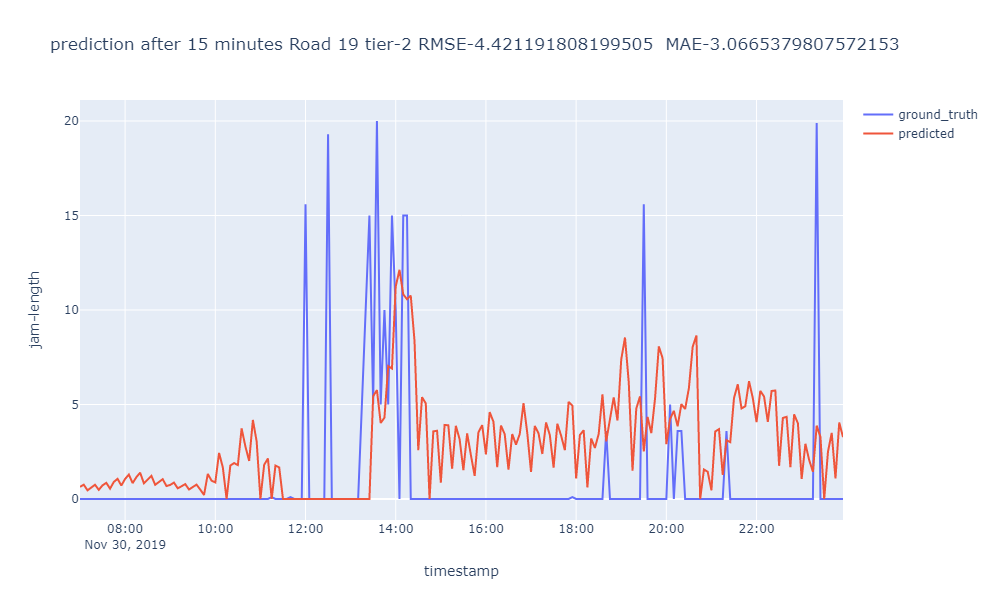 prediction after 15 minutes Road 19 tier-2 RMSE-4.421191808199505  MAE-3.0665379807572153
ground_truth
predicted
20
15
10
5
0
jam-length
08:00 10:00 12:00 14:00 16:00 18:00 20:00 22:00
Nov 30, 2019
timestamp